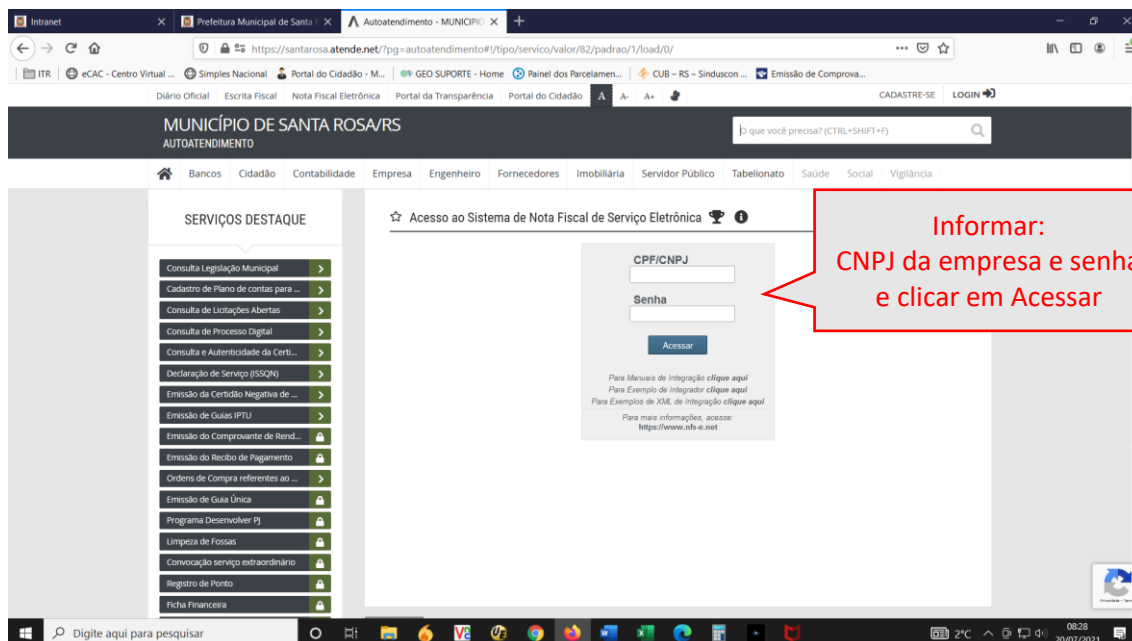 Intranet
Prefeitura Municipal de Santa
Autoatendimento - MUNICIPIO
https://santarosa.atende.net/?pg=autoatendimento#!/tipo/servico/valor/82/padrao/1/load/0/
ITR
eCAC - Centro Virtual ...
Simples Nacional
Portal do Cidadão - M...
GEO SUPORTE - Home
Painel dos Parcelamen...
CUB – RS – Sinduscon ...
Emissão de Comprova...
Diário Oficial
Escrita Fiscal
Nota Fiscal Eletrônica
Portal da Transparência
Portal do Cidadão
A
A-
A+
CADASTRE-SE
LOGIN
MUNICÍPIO DE SANTA ROSA/RS
AUTOATENDIMENTO
O que você precisa? (CTRL+SHIFT+F)
Bancos
Cidadão
Contabilidade
Empresa
Engenheiro
Fornecedores
Imobiliária
Servidor Público
Tabelionato
Saúde
Social
Vigilância
SERVIÇOS DESTAQUE
Consulta Legislação Municipal
Cadastro de Plano de contas para ...
Consulta de Licitações Abertas
Consulta de Processo Digital
Consulta e Autenticidade da Certi...
Declaração de Serviço (ISSQN)
Emissão da Certidão Negativa de ...
Emissão de Guias IPTU
Emissão do Comprovante de Rend...
Emissão do Recibo de Pagamento
Ordens de Compra referentes ao ...
Emissão de Guia Única
Programa Desenvolver PJ
Limpeza de Fossas
Convocação serviço extraordinário
Registro de Ponto
Ficha Financeira
Acesso ao Sistema de Nota Fiscal de Serviço Eletrônica
CPF/CNPJ
Senha
Acessar
Para Manuais de Integração clique aqui
Para Exemplo de Integrador clique aqui
Para Exemplos de XML de Integração clique aqui
Para mais informações, acesse:
https://www.nfs-e.net
Informar:
CNPJ da empresa e senha
e clicar em Acessar
Digite aqui para pesquisar
2°C
08:28
20/07/2021